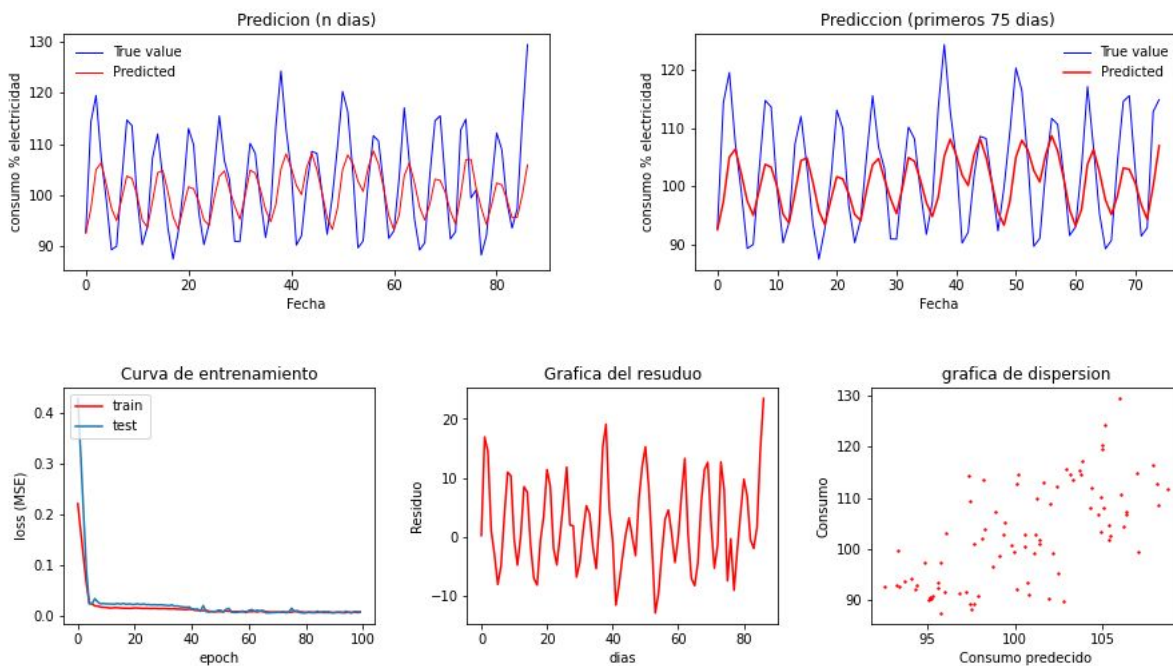 Predicion (n dias)
consumo % electricidad
130
120
110
100
90
True value
Predicted
0
20
40
60
80
Fecha
Prediccion (primeros 75 dias)
consumo % electricidad
120
110
100
90
True value
Predicted
0
10
20
30
40
50
60
70
Fecha
Curva de entrenamiento
loss (MSE)
0.4
0.3
0.2
0.1
0.0
train
test
0
20
40
60
80
100
epoch
Grafica del resuduo
Residuo
20
10
0
−10
0
20
40
60
80
dias
grafica de dispersion
Consumo
130
120
110
100
90
95
100
105
Consumo predecido